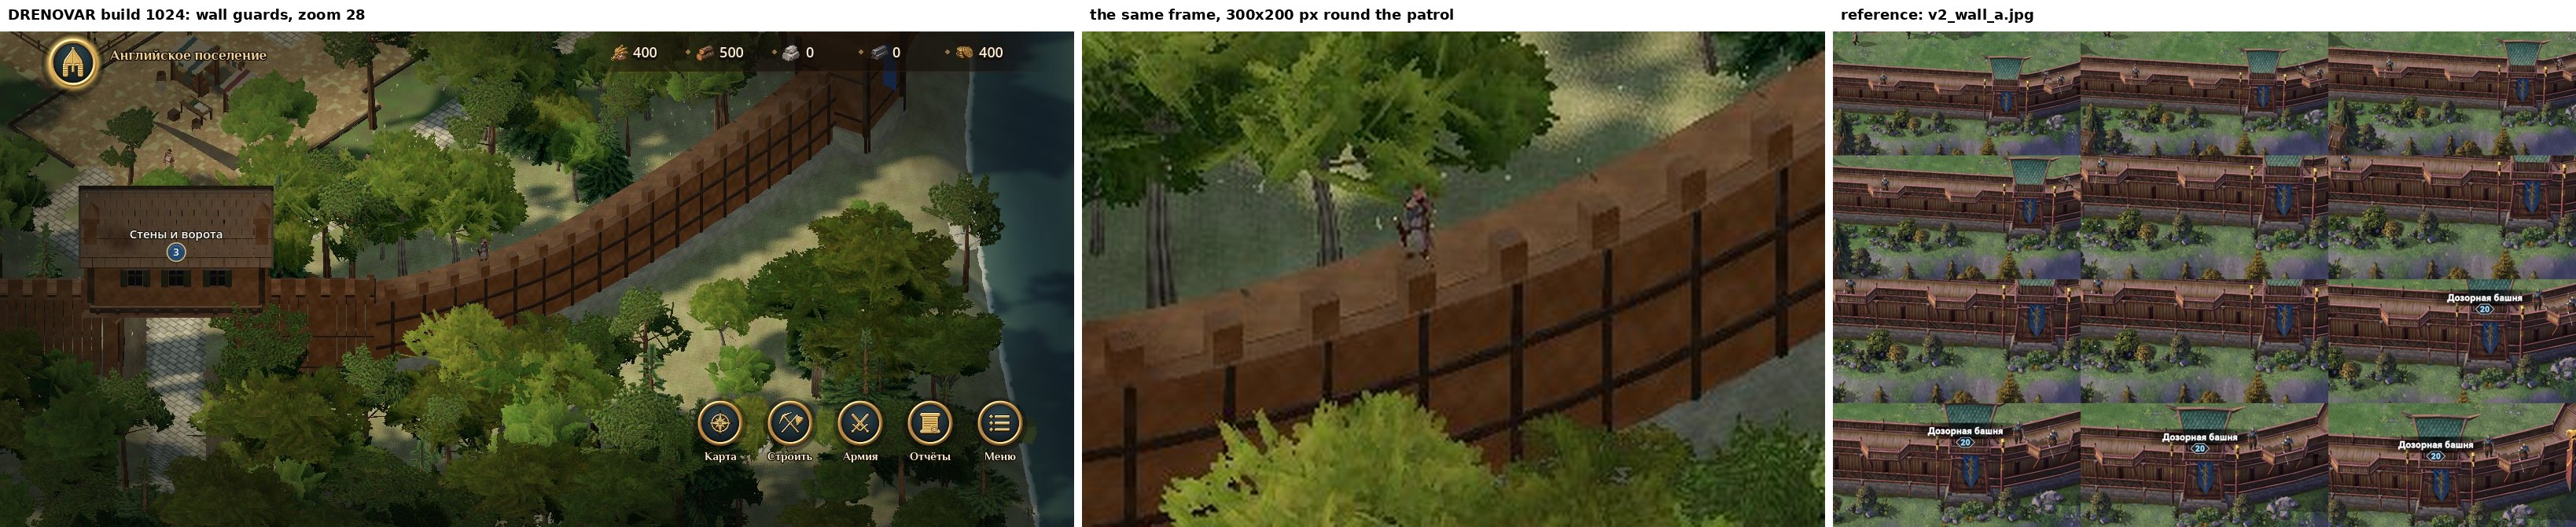 DRENOVAR build 1024: wall guards, zoom 28
the same frame, 300x200 px round the patrol
reference: v2_wall_a.jpg
Английское поселение
400
500
0
0
400
Стены и ворота
3
Карта
Строить
Армия
Отчёты
Меню
Дозорная башня
20
Дозорная башня
20
Дозорная башня
20
Дозорная башня
20